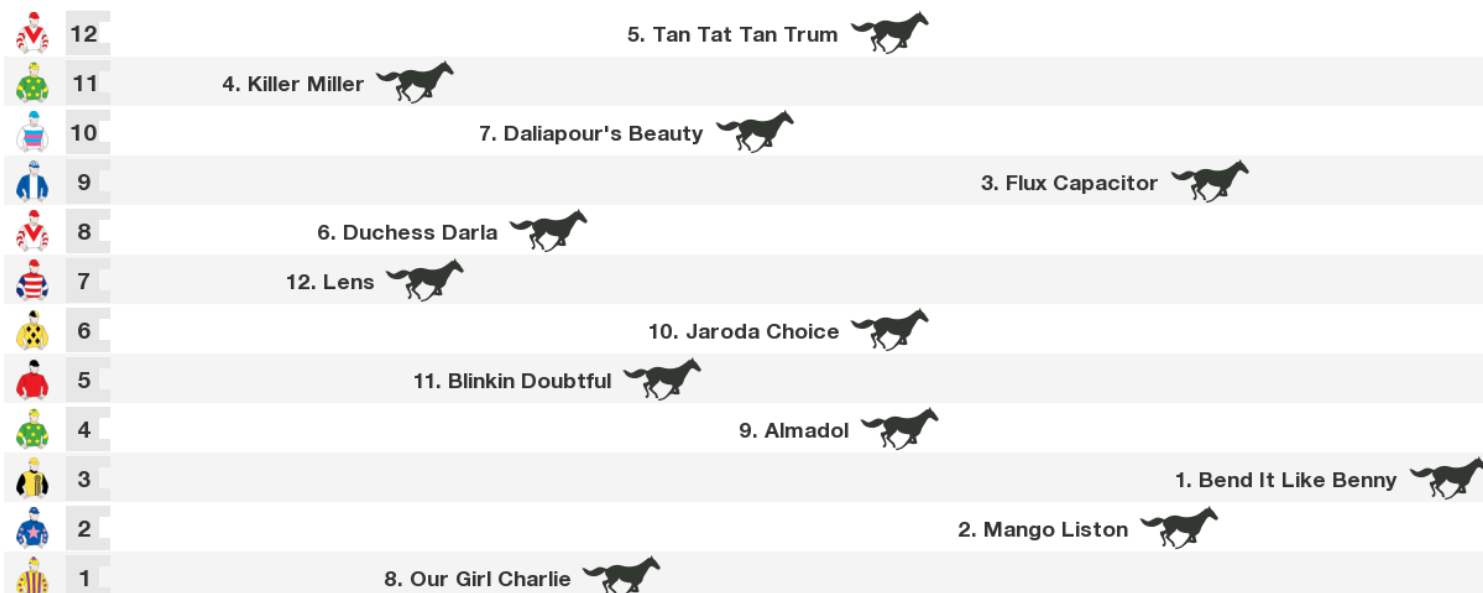 12 5. Tan Tat Tan Trum
11 4. Killer Miller
10 7. Daliapour's Beauty
9 3. Flux Capacitor
8 6. Duchess Darla
7 12. Lens
6 10. Jaroda Choice
5 11. Blinkin Doubtful
4 9. Almadol
3 1. Bend It Like Benny
2 2. Mango Liston
1 8. Our Girl Charlie